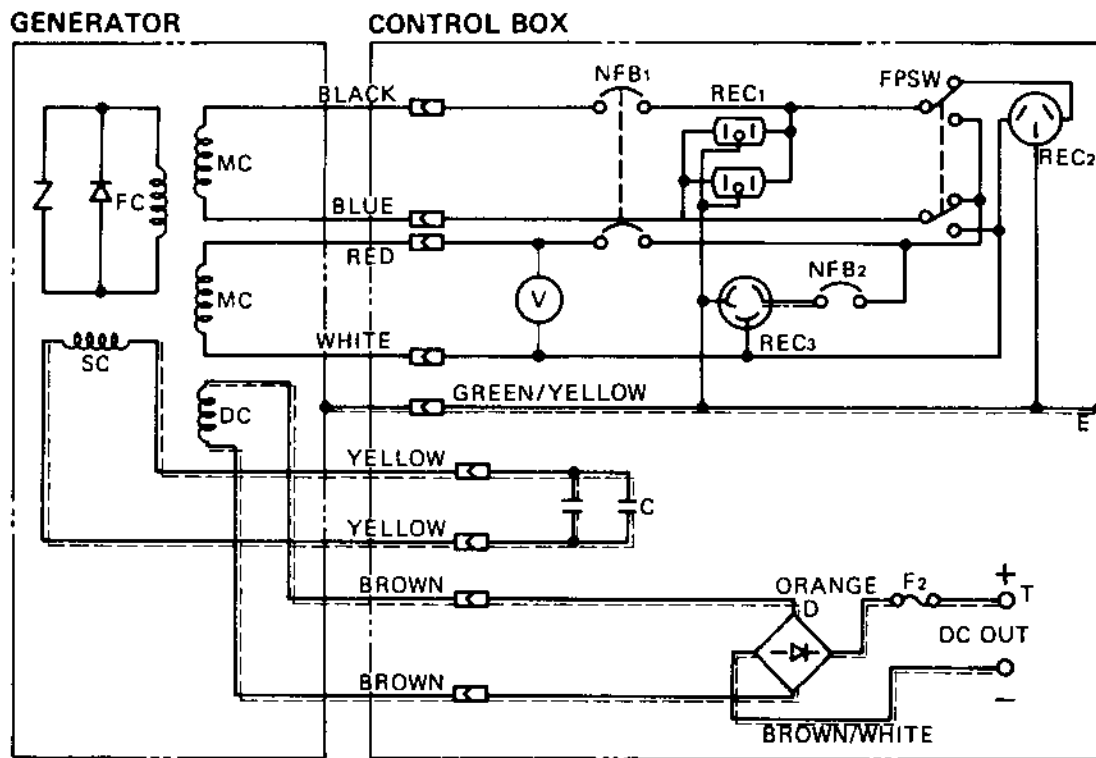 GENERATOR
CONTROL BOX
BLACK
NFB1
REC1
FPSW
REC2
MC
FC
BLUE
RED
MC
V
NFB2
REC3
WHITE
SC
GREEN/YELLOW
E
DC
YELLOW
C
YELLOW
BROWN
ORANGE
D
F2
+
T
DC OUT
BROWN
−
BROWN/WHITE